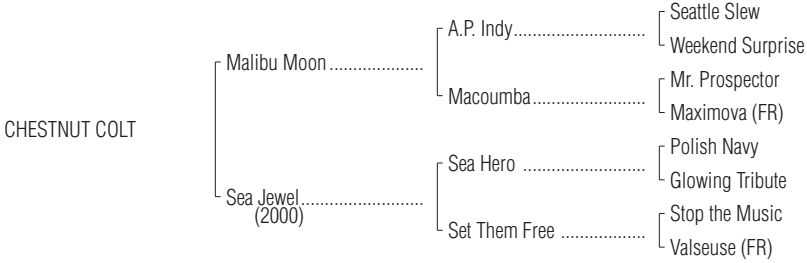 Seattle Slew
A.P. Indy..............................
Weekend Surprise
Malibu Moon .....................
Mr. Prospector
Macoumba..........................
Maximova (FR)
CHESTNUT COLT
Polish Navy
Sea Hero ............................
Glowing Tribute
Sea Jewel............................
(2000)
Stop the Music
Set Them Free ...................
Valseuse (FR)